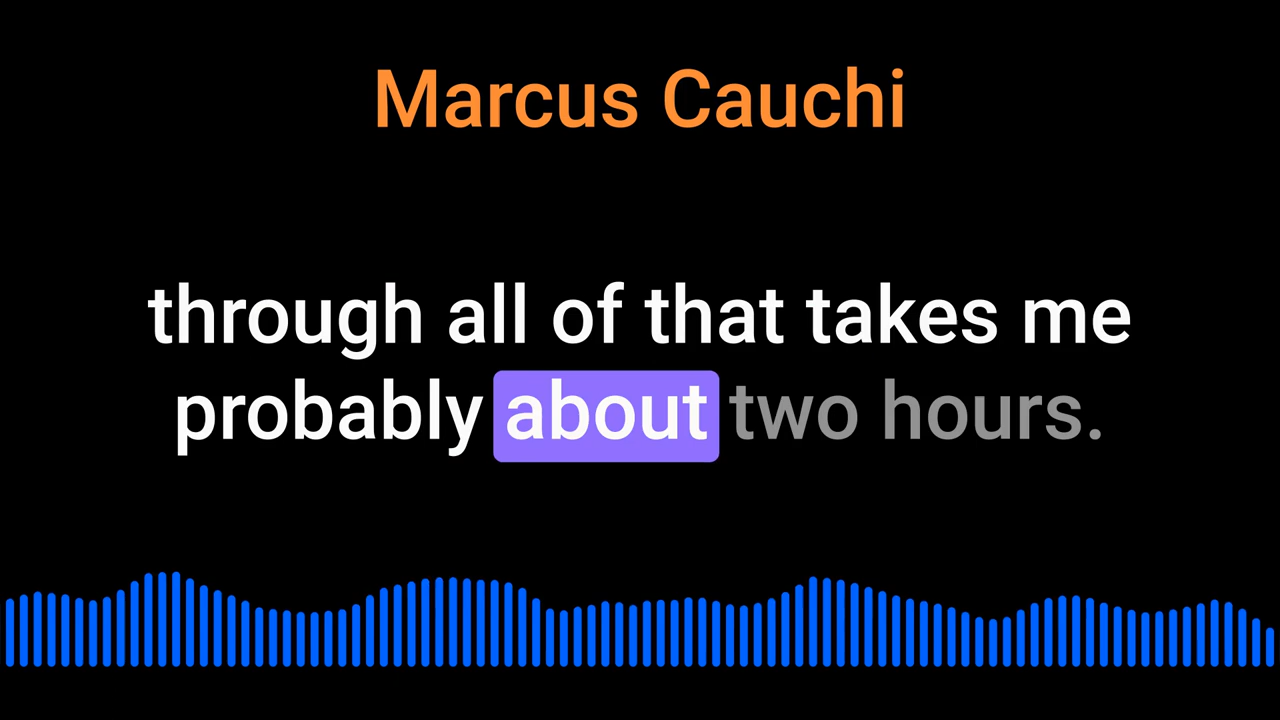 Marcus Cauchi
through all of that takes me
probably about two hours.